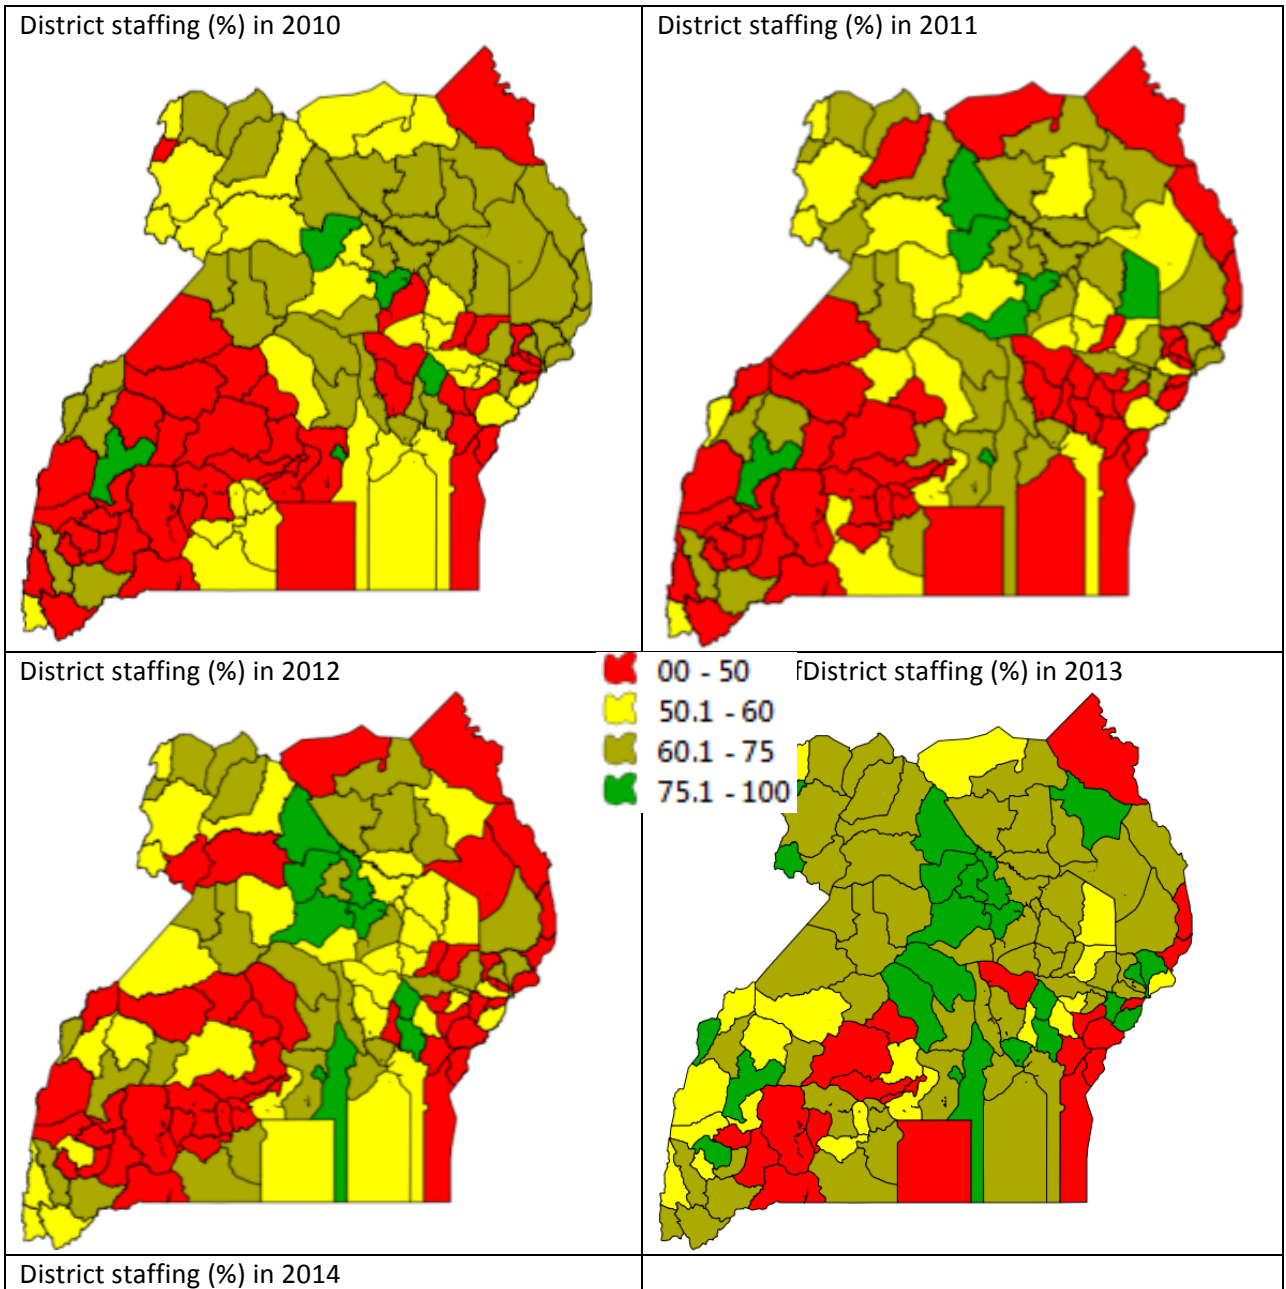 District staffing (%) in 2010
District staffing (%) in 2011
District staffing (%) in 2012
00 - 50
50.1 - 60
60.1 - 75
75.1 - 100
fDistrict staffing (%) in 2013
District staffing (%) in 2014